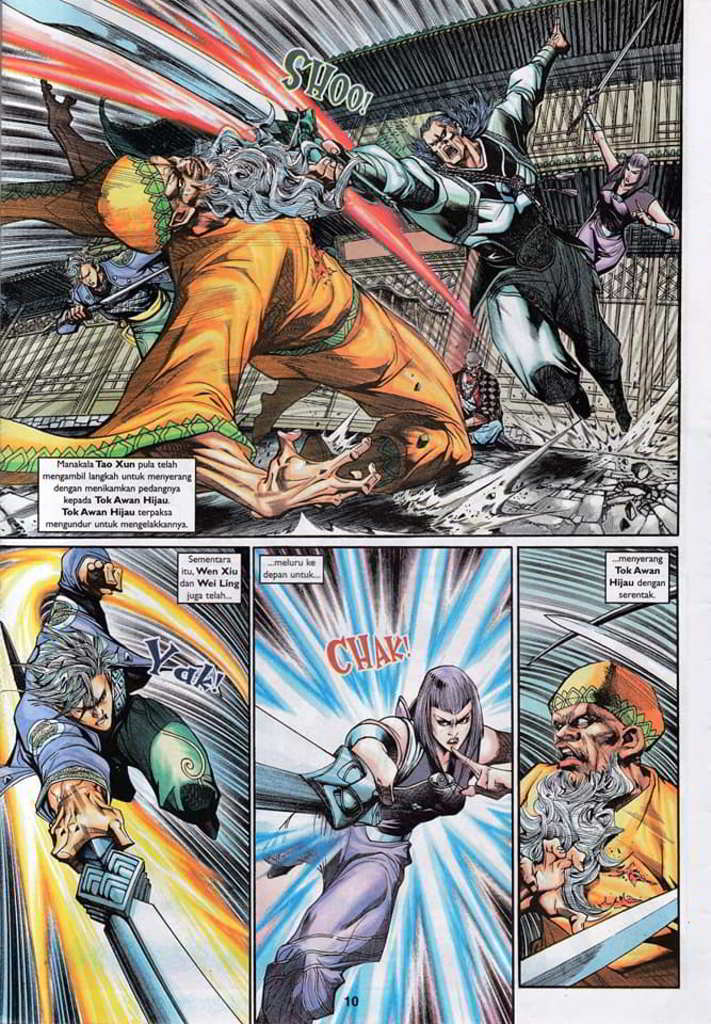 SHOO!
Manakala Tao Xun pula telah
mengambil langkah untuk menyerang
dengan menikamkan pedangnya
kepada Tok Awan Hijau.
Tok Awan Hijau terpaksa
mengundur untuk mengelakkannya.
Sementara
itu, Wen Xiu
dan Wei Ling
juga telah...
Yak!
...meluru ke
depan untuk...
CHAK!
...menyerang
Tok Awan
Hijau dengan
serentak.
10